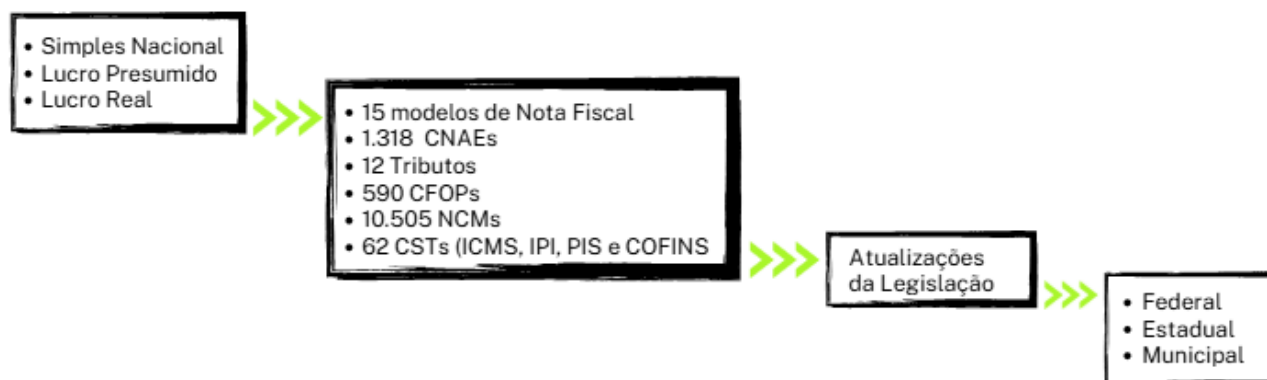 • Simples Nacional
• Lucro Presumido
• Lucro Real
• 15 modelos de Nota Fiscal
• 1.318 CNAEs
• 12 Tributos
• 590 CFOPs
• 10.505 NCMs
• 62 CSTs (ICMS, IPI, PIS e COFINS
Atualizações
da Legislação
• Federal
• Estadual
• Municipal